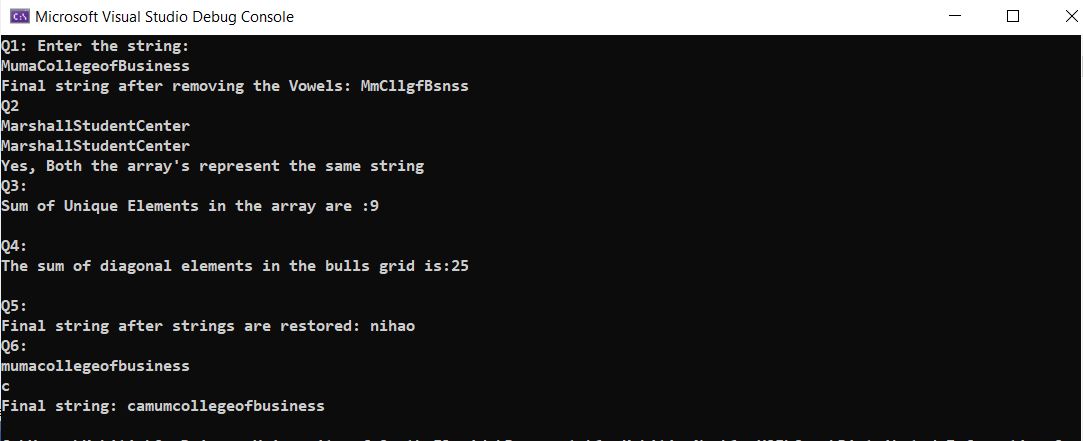 Microsoft Visual Studio Debug Console
Q1: Enter the string:
MumaCollegeofBusiness
Final string after removing the Vowels: MmCllgfBsnss
Q2
MarshallStudentCenter
MarshallStudentCenter
Yes, Both the array's represent the same string
Q3:
Sum of Unique Elements in the array are :9
Q4:
The sum of diagonal elements in the bulls grid is:25
Q5:
Final string after strings are restored: nihao
Q6:
mumacollegeofbusiness
c
Final string: camumcollegeofbusiness